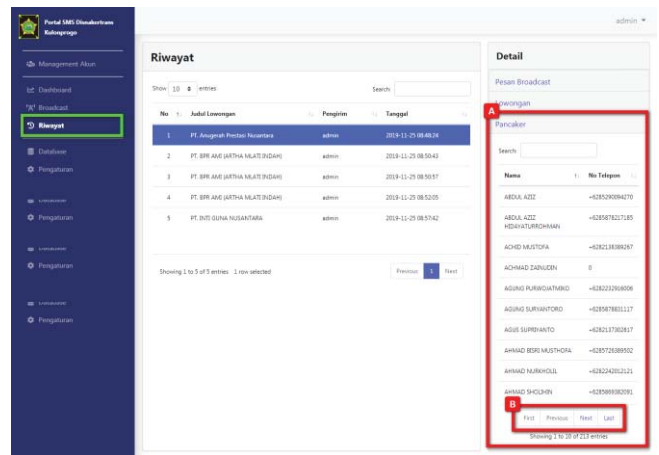 Portal SMS Disnakertrans
Kulonprogo
admin
Management Akun
Dashboard
Broadcast
Riwayat
Database
Pengaturan
Pengaturan
Pengaturan
Pengaturan
Riwayat
Show 10 entries
Search
No Judul Lowongan Pengirim Tanggal
1 PT. Anugerah Prestasi Nusantara admin 2019-11-25 08:48:24
2 PT. BPR AMI (ARTHA MLATI INDAH) admin 2019-11-25 08:50:43
3 PT. BPR AMI (ARTHA MLATI INDAH) admin 2019-11-25 08:50:57
4 PT. BPR AMI (ARTHA MLATI INDAH) admin 2019-11-25 08:52:05
5 PT. INTI GUNA NUSANTARA admin 2019-11-25 08:57:42
Showing 1 to 5 of 5 entries 1 row selected
Previous 1 Next
Detail
Pesan Broadcast
Lowongan
A
Pancaker
Search
Nama No Telepon
ABDUL AZIZ +6285290094270
ABDUL AZIZ +6285878217185
HIDAYATURROHMAN
ACHID MUSTOFA +6282138389267
ACHMAD ZAINUDIN 0
AGUNG PURWOJATMIKO +6282232916006
AGUNG SURYANTORO +6285878831117
AGUS SUPRIYANTO +6282137302817
AHMAD BISRI MUSTHOFA +6285726389502
AHMAD NURKHOLIL +6282242012121
AHMAD SHOLIHIN +6285869382091
B
First Previous Next Last
Showing 1 to 10 of 213 entries